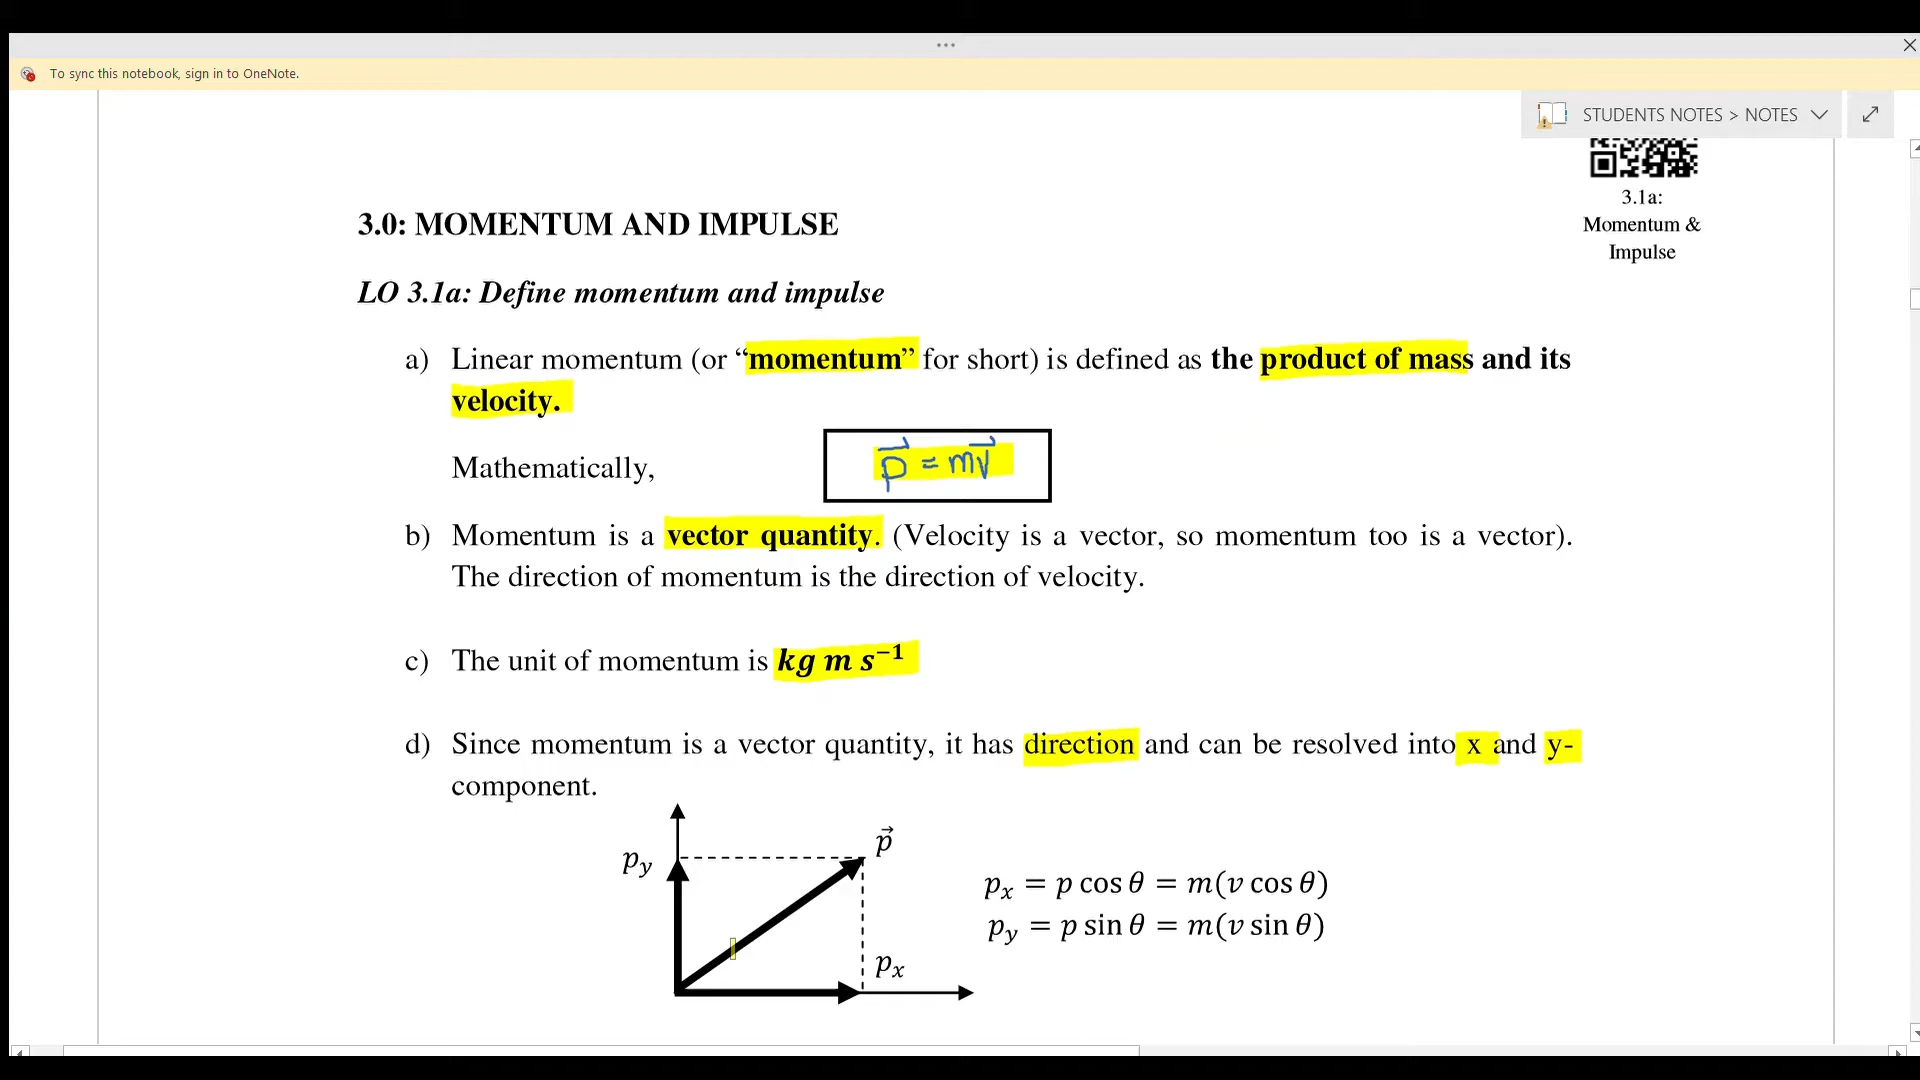 To sync this notebook, sign in to OneNote.
STUDENTS NOTES > NOTES
3.1a:
Momentum &
Impulse
3.0: MOMENTUM AND IMPULSE
LO 3.1a: Define momentum and impulse
a) Linear momentum (or “momentum” for short) is defined as the product of mass and its
velocity.
Mathematically, p⃗ = mv⃗
b) Momentum is a vector quantity. (Velocity is a vector, so momentum too is a vector).
The direction of momentum is the direction of velocity.
c) The unit of momentum is kg m s⁻¹
d) Since momentum is a vector quantity, it has direction and can be resolved into x and y-
component.
p⃗
p_y
p_x = p cos θ = m(v cos θ)
p_y = p sin θ = m(v sin θ)
p_x